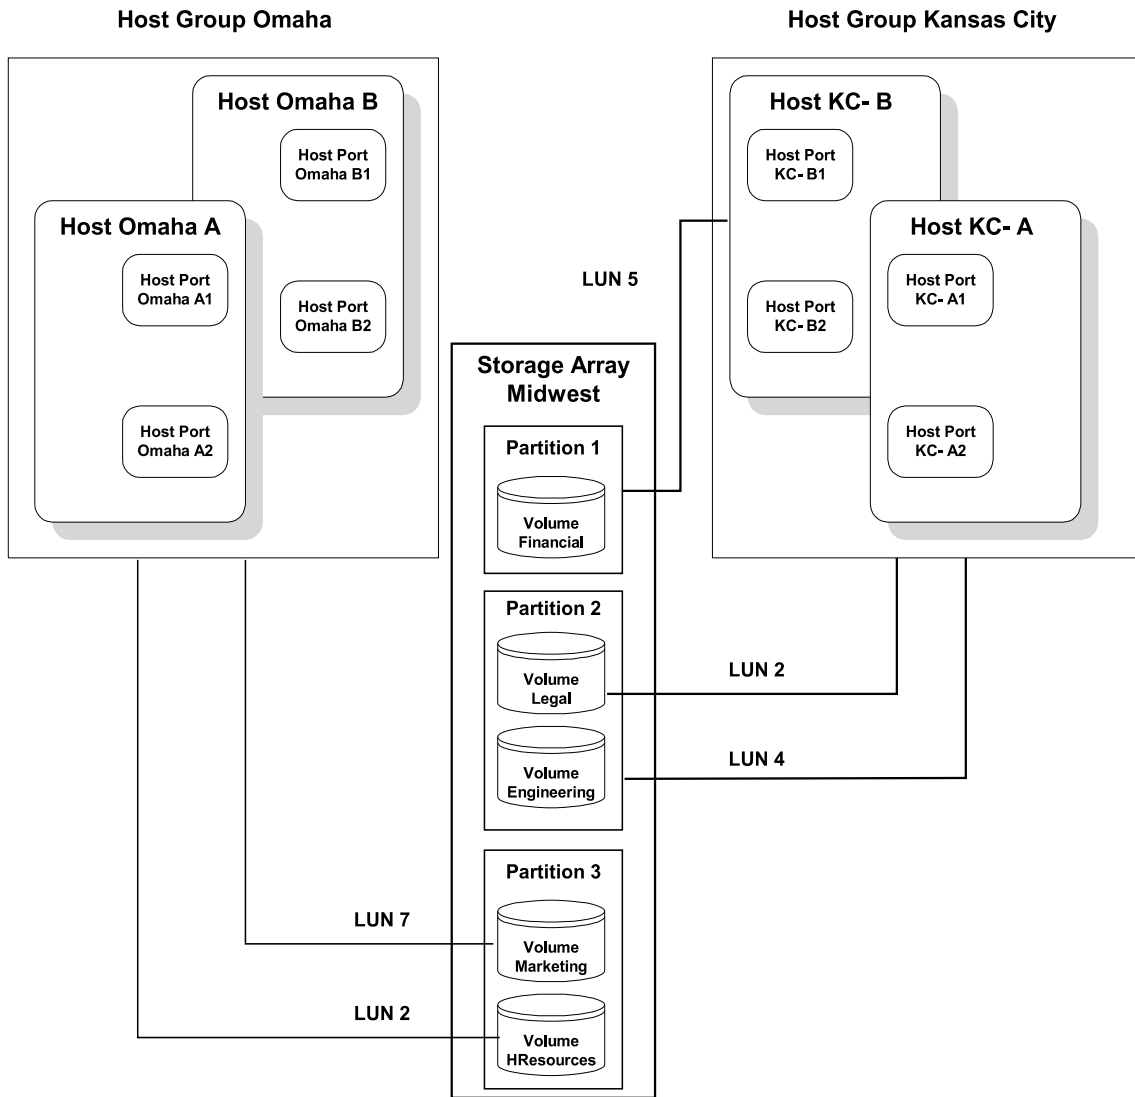 Host Group Omaha
Host Group Kansas City
Host Omaha B
Host Port
Omaha B1
Host Port
Omaha B2
Host Omaha A
Host Port
Omaha A1
Host Port
Omaha A2
Host KC- B
Host Port
KC- B1
Host Port
KC- B2
Host KC- A
Host Port
KC- A1
Host Port
KC- A2
LUN 5
Storage Array
Midwest
Partition 1
Volume
Financial
Partition 2
Volume
Legal
LUN 2
Volume
Engineering
LUN 4
Partition 3
LUN 7
Volume
Marketing
LUN 2
Volume
HResources